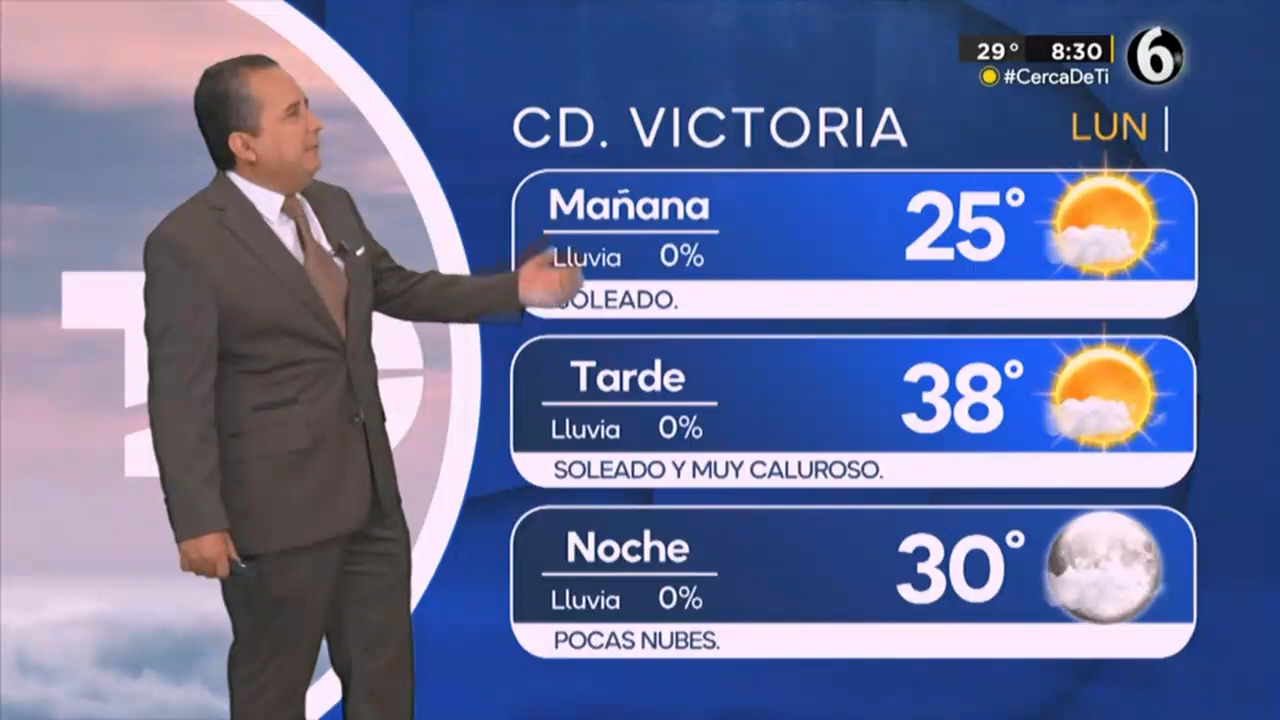 29° 8:30 6
#CercaDeTi
CD. VICTORIA LUN
Mañana 25°
Lluvia 0%
SOLEADO.
Tarde 38°
Lluvia 0%
SOLEADO Y MUY CALUROSO.
Noche 30°
Lluvia 0%
POCAS NUBES.